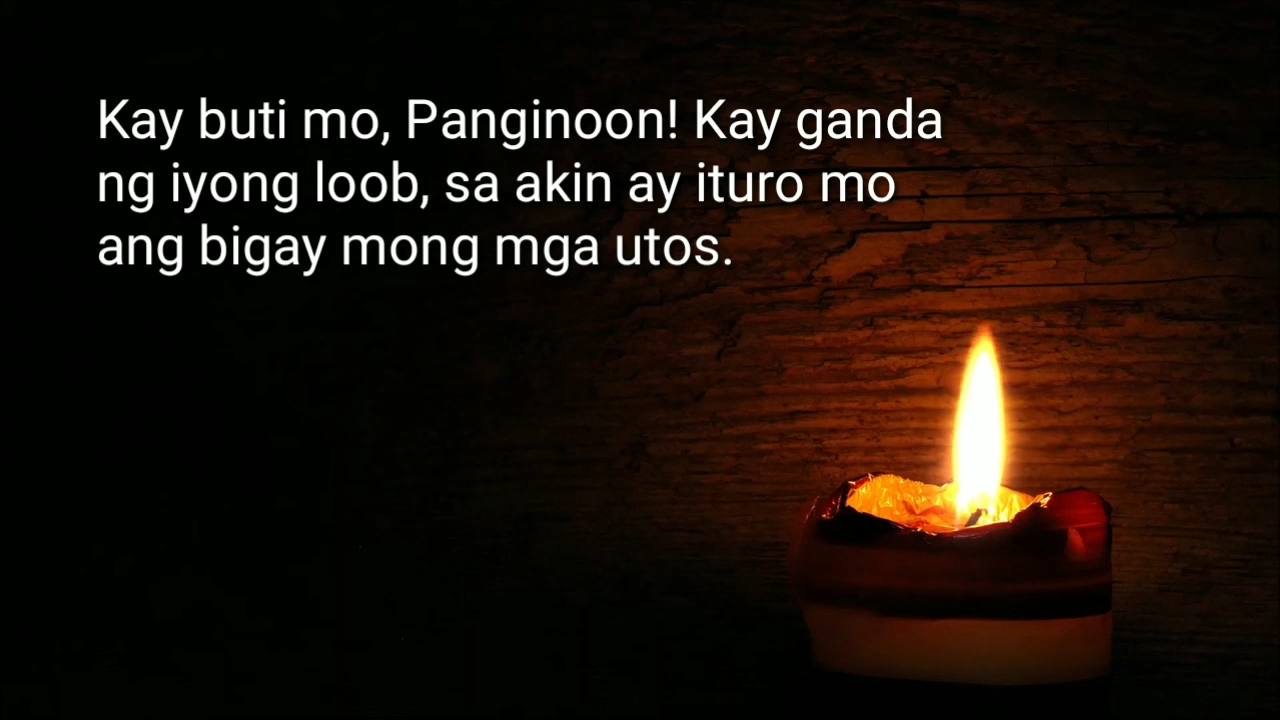 Kay buti mo, Panginoon! Kay ganda
ng iyong loob, sa akin ay ituro mo
ang bigay mong mga utos.